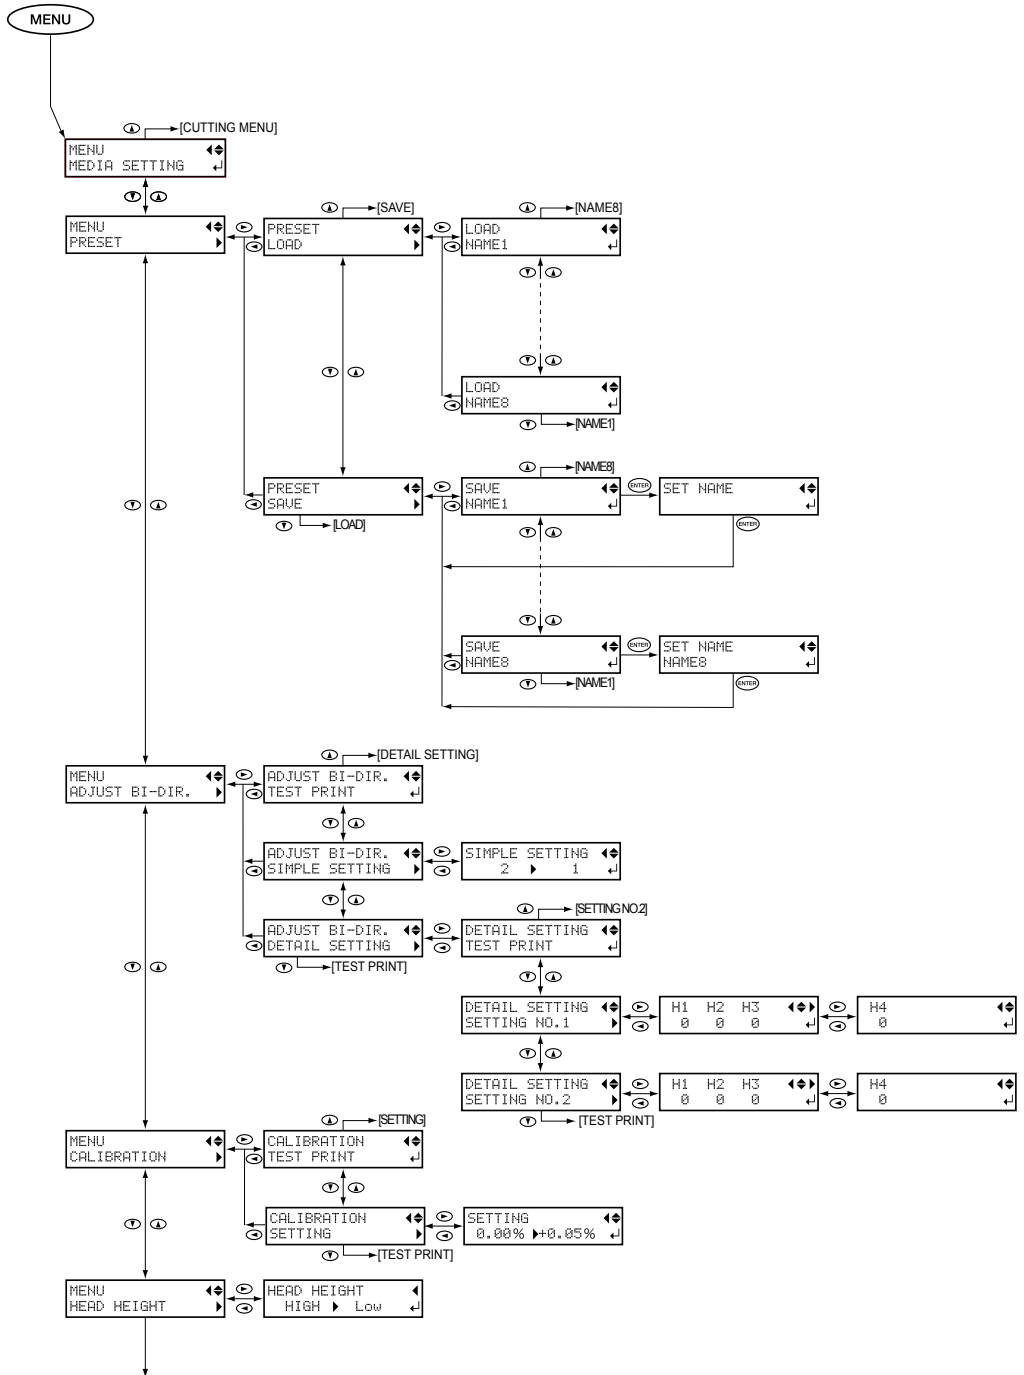 MENU
[CUTTING MENU]
MENU
MEDIA SETTING
[SAVE]
[NAME8]
MENU
PRESET
PRESET
LOAD
LOAD
NAME1
LOAD
NAME8
[NAME1]
[NAME8]
PRESET
SAVE
[LOAD]
SAVE
NAME1
ENTER
SET NAME
ENTER
SAVE
NAME8
[NAME1]
ENTER
SET NAME
NAME8
ENTER
[DETAIL SETTING]
MENU
ADJUST BI-DIR.
ADJUST BI-DIR.
TEST PRINT
ADJUST BI-DIR.
SIMPLE SETTING
SIMPLE SETTING
2 1
[SETTING NO.2]
ADJUST BI-DIR.
DETAIL SETTING
[TEST PRINT]
DETAIL SETTING
TEST PRINT
DETAIL SETTING
SETTING NO.1
H1 H2 H3
0 0 0
H4
0
DETAIL SETTING
SETTING NO.2
[TEST PRINT]
H1 H2 H3
0 0 0
H4
0
[SETTING]
MENU
CALIBRATION
CALIBRATION
TEST PRINT
CALIBRATION
SETTING
[TEST PRINT]
SETTING
0.00% +0.05%
MENU
HEAD HEIGHT
HEAD HEIGHT
HIGH Low